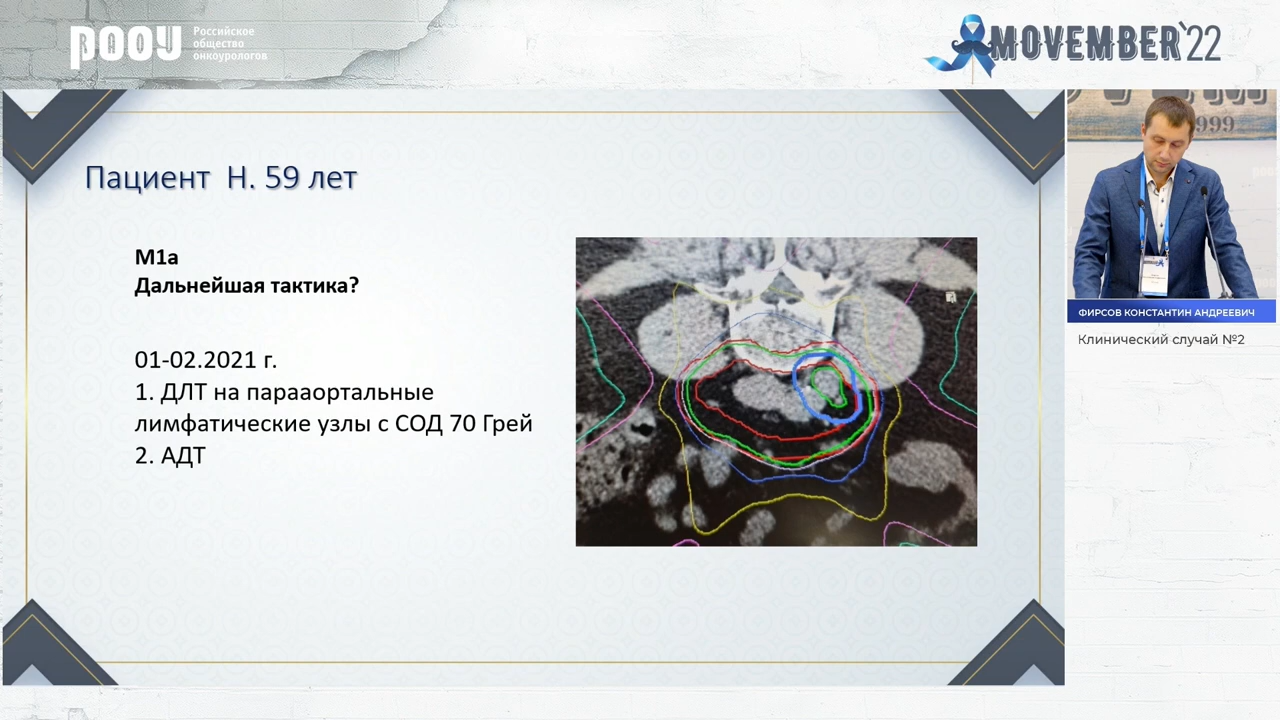 РООУ
Российское
общество
онкоурологов
MOVEMBER`22
Пациент Н. 59 лет
M1a
Дальнейшая тактика?
01-02.2021 г.
1. ДЛТ на парааортальные
лимфатические узлы с СОД 70 Грей
2. АДТ
999
ФИРСОВ КОНСТАНТИН АНДРЕЕВИЧ
Клинический случай №2